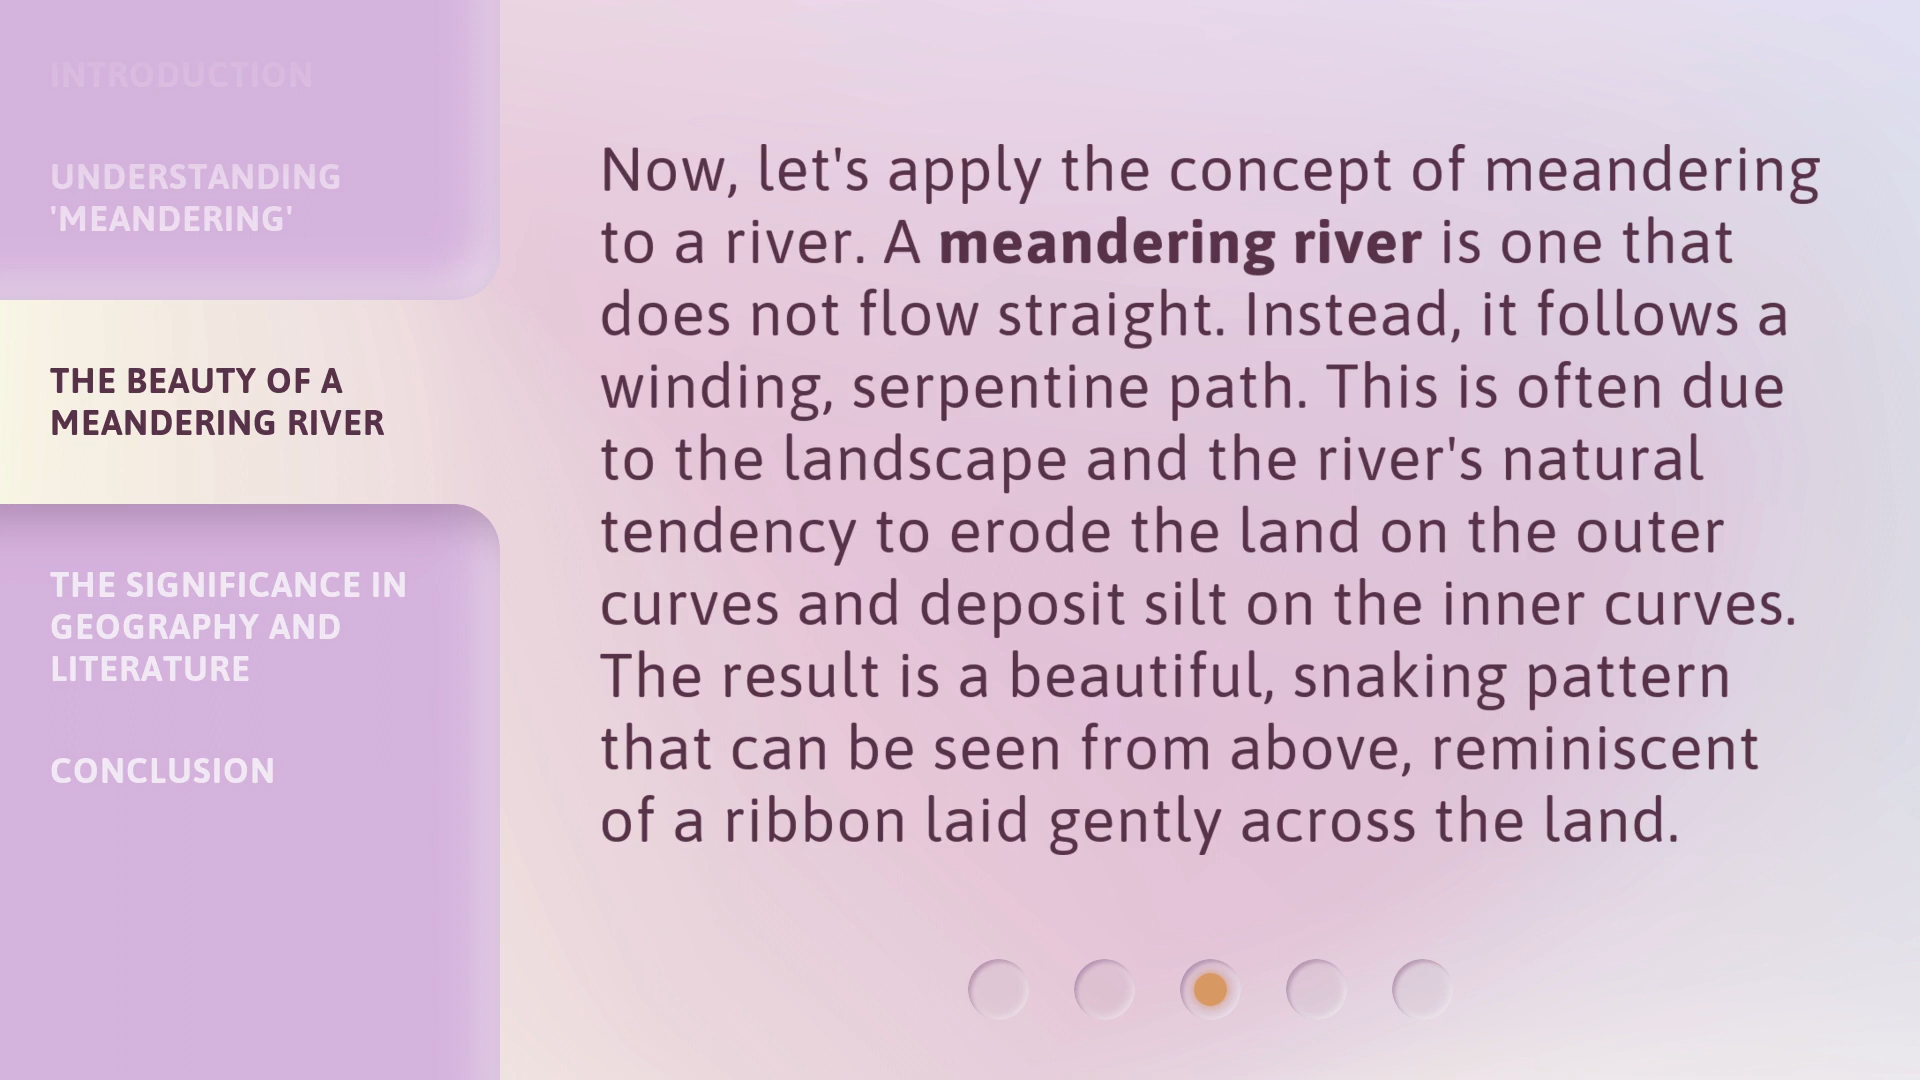 INTRODUCTION
UNDERSTANDING
'MEANDERING'
THE BEAUTY OF A
MEANDERING RIVER
THE SIGNIFICANCE IN
GEOGRAPHY AND
LITERATURE
CONCLUSION
Now, let's apply the concept of meandering
to a river. A meandering river is one that
does not flow straight. Instead, it follows a
winding, serpentine path. This is often due
to the landscape and the river's natural
tendency to erode the land on the outer
curves and deposit silt on the inner curves.
The result is a beautiful, snaking pattern
that can be seen from above, reminiscent
of a ribbon laid gently across the land.